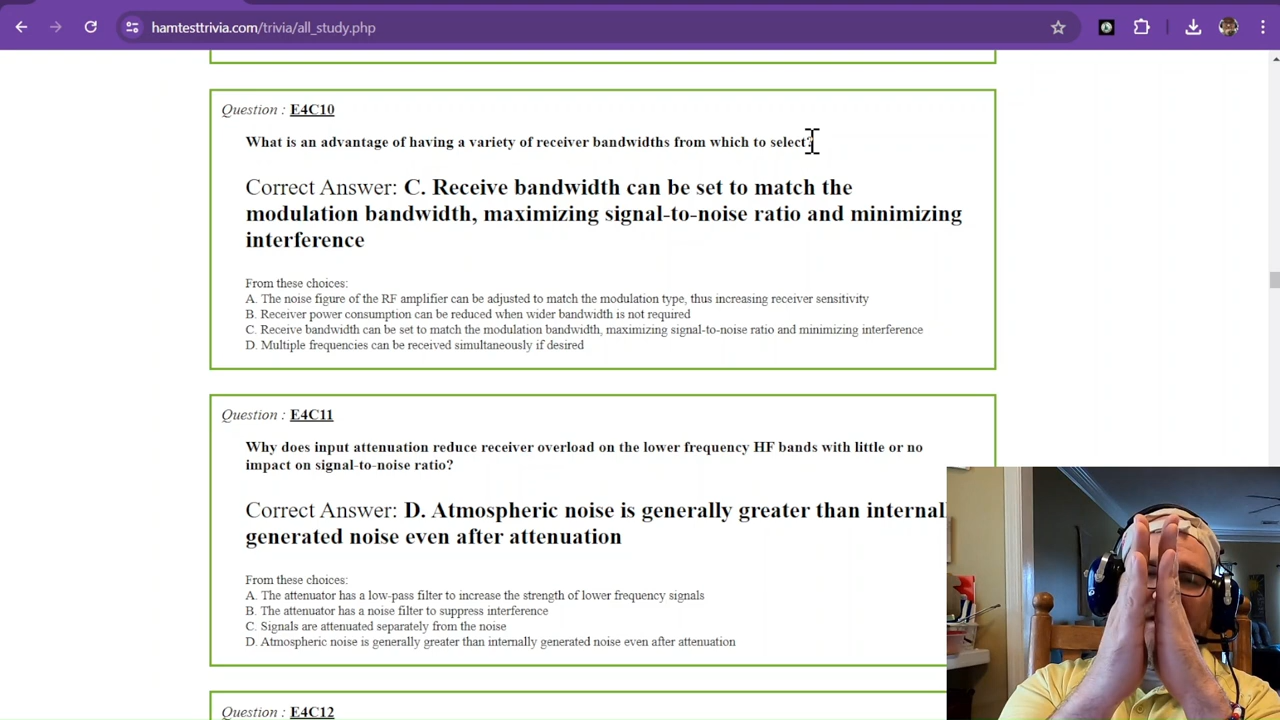 hamtesttrivia.com/trivia/all_study.php
Question : E4C10
What is an advantage of having a variety of receiver bandwidths from which to select?
Correct Answer: C. Receive bandwidth can be set to match the
modulation bandwidth, maximizing signal-to-noise ratio and minimizing
interference
From these choices:
A. The noise figure of the RF amplifier can be adjusted to match the modulation type, thus increasing receiver sensitivity
B. Receiver power consumption can be reduced when wider bandwidth is not required
C. Receive bandwidth can be set to match the modulation bandwidth, maximizing signal-to-noise ratio and minimizing interference
D. Multiple frequencies can be received simultaneously if desired
Question : E4C11
Why does input attenuation reduce receiver overload on the lower frequency HF bands with little or no
impact on signal-to-noise ratio?
Correct Answer: D. Atmospheric noise is generally greater than internal
generated noise even after attenuation
From these choices:
A. The attenuator has a low-pass filter to increase the strength of lower frequency signals
B. The attenuator has a noise filter to suppress interference
C. Signals are attenuated separately from the noise
D. Atmospheric noise is generally greater than internally generated noise even after attenuation
Question : E4C12